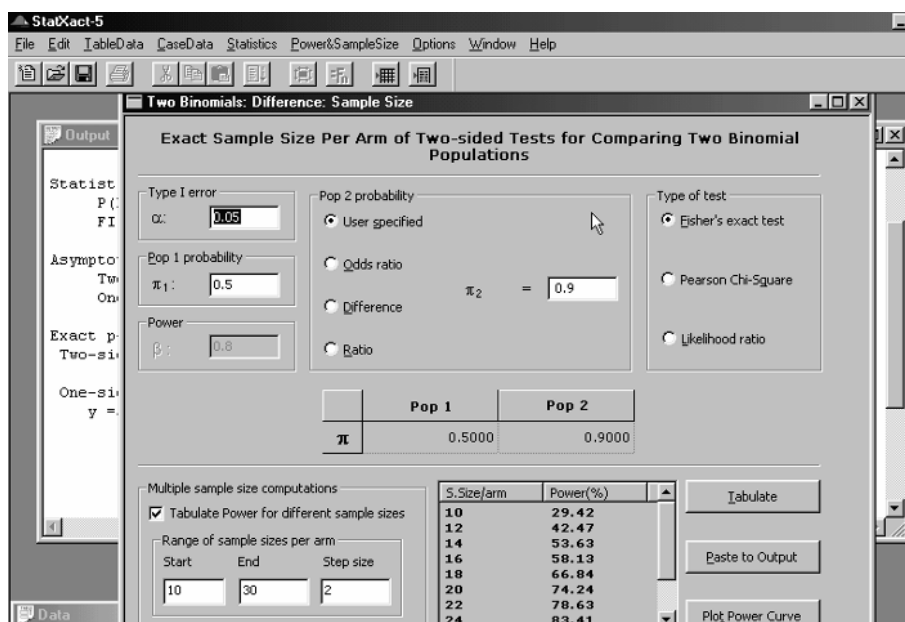 StatXact-5
File Edit TableData CaseData Statistics Power&SampleSize Options Window Help
Two Binomials: Difference: Sample Size
Output
Exact Sample Size Per Arm of Two-sided Tests for Comparing Two Binomial
Populations
Statist
P(
FI
Asympto
Tw
On
Exact p
Two-si
One-si
y =
Type I error
α: 0.05
Pop 1 probability
π1: 0.5
Power
β: 0.8
Pop 2 probability
User specified
Odds ratio
Difference
Ratio
π2 = 0.9
Type of test
Fisher's exact test
Pearson Chi-Square
Likelihood ratio
Pop 1 Pop 2
π 0.5000 0.9000
Multiple sample size computations
Tabulate Power for different sample sizes
Range of sample sizes per arm
Start End Step size
10 30 2
S.Size/arm Power(%)
10 29.42
12 42.47
14 53.63
16 58.13
18 66.84
20 74.24
22 78.63
24 83.41
Tabulate
Paste to Output
Plot Power Curve
Data